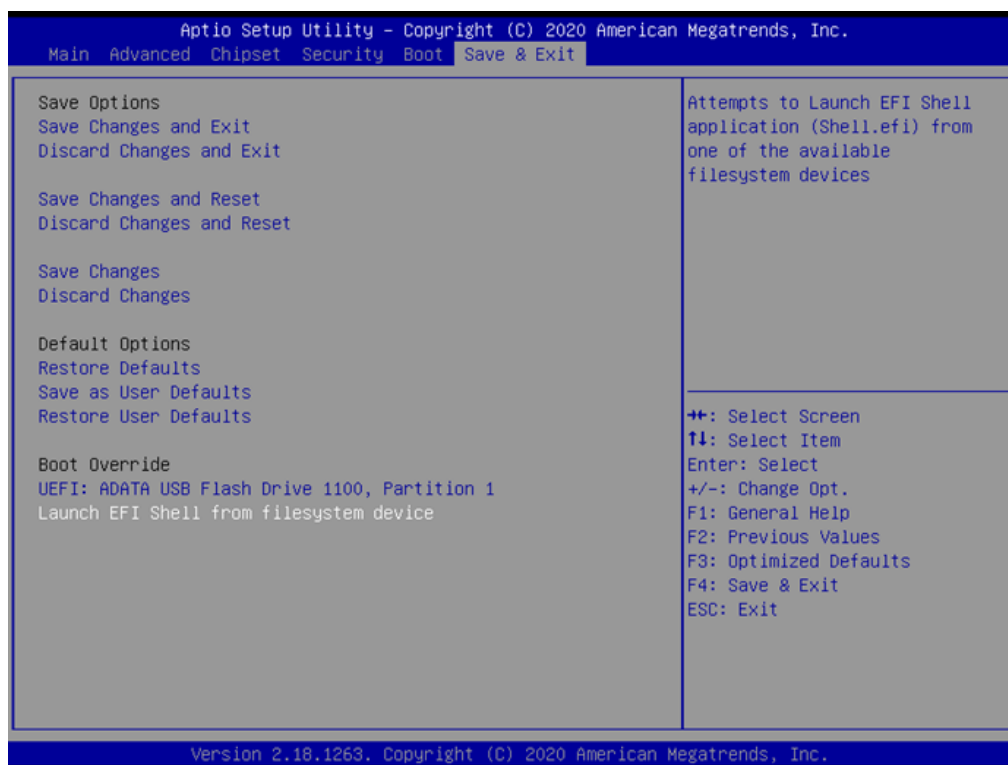 Aptio Setup Utility – Copyright (C) 2020 American Megatrends, Inc.
Main Advanced Chipset Security Boot Save & Exit
Save Options
Save Changes and Exit
Discard Changes and Exit
Save Changes and Reset
Discard Changes and Reset
Save Changes
Discard Changes
Default Options
Restore Defaults
Save as User Defaults
Restore User Defaults
Boot Override
UEFI: ADATA USB Flash Drive 1100, Partition 1
Launch EFI Shell from filesystem device
Attempts to Launch EFI Shell
application (Shell.efi) from
one of the available
filesystem devices
→←: Select Screen
↑↓: Select Item
Enter: Select
+/-: Change Opt.
F1: General Help
F2: Previous Values
F3: Optimized Defaults
F4: Save & Exit
ESC: Exit
Version 2.18.1263. Copyright (C) 2020 American Megatrends, Inc.